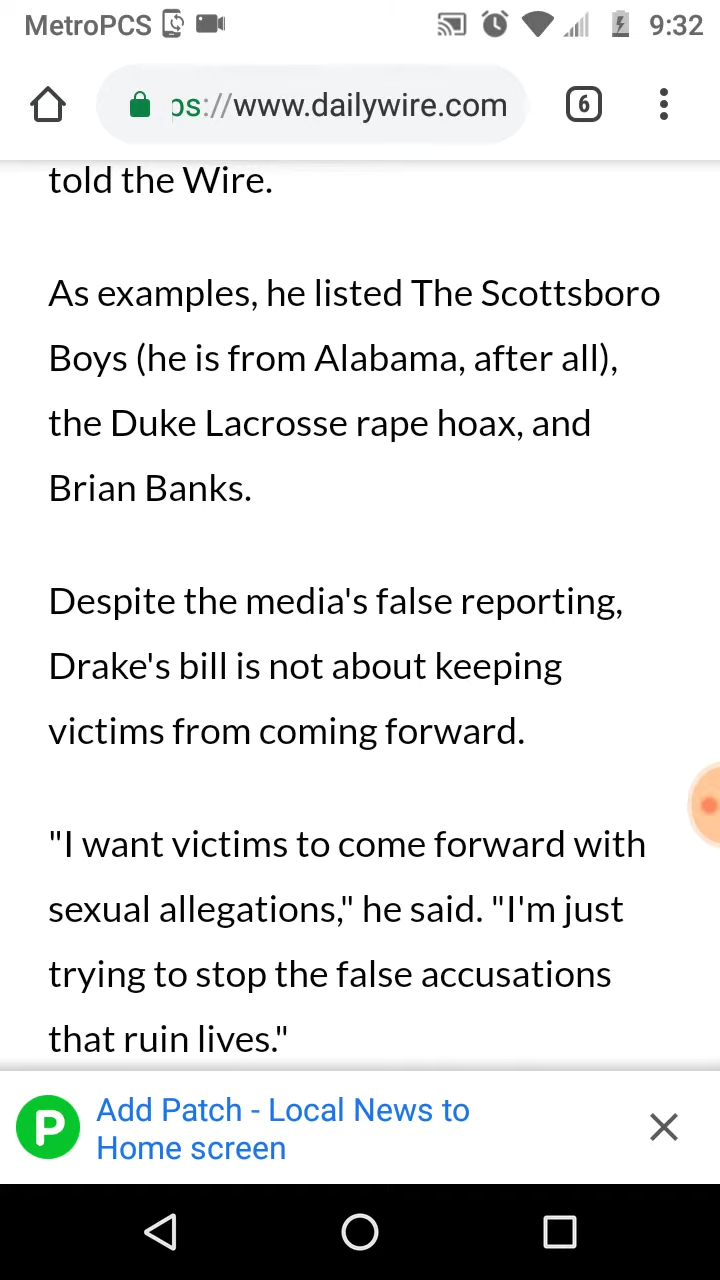 MetroPCS 9:32
ps://www.dailywire.com 6
told the Wire.
As examples, he listed The Scottsboro
Boys (he is from Alabama, after all),
the Duke Lacrosse rape hoax, and
Brian Banks.
Despite the media's false reporting,
Drake's bill is not about keeping
victims from coming forward.
"I want victims to come forward with
sexual allegations," he said. "I'm just
trying to stop the false accusations
that ruin lives."
P Add Patch - Local News to
Home screen